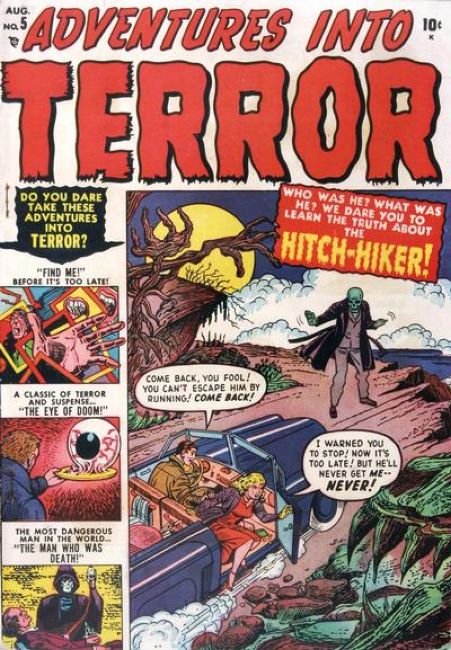 AUG.
NO. 5
ADVENTURES INTO
10¢
K
TERROR
DO YOU DARE
TAKE THESE
ADVENTURES
INTO
TERROR?
"FIND ME!"
BEFORE IT'S TOO LATE!
A CLASSIC OF TERROR
AND SUSPENSE...
"THE EYE OF DOOM!"
THE MOST DANGEROUS
MAN IN THE WORLD...
"THE MAN WHO WAS
DEATH!"
WHO WAS HE? WHAT WAS
HE? WE DARE YOU TO
LEARN THE TRUTH ABOUT
THE
HITCH-HIKER!
COME BACK, YOU FOOL!
YOU CAN'T ESCAPE HIM BY
RUNNING! COME BACK!
I WARNED YOU
TO STOP! NOW IT'S
TOO LATE! BUT HE'LL
NEVER GET ME--
NEVER!